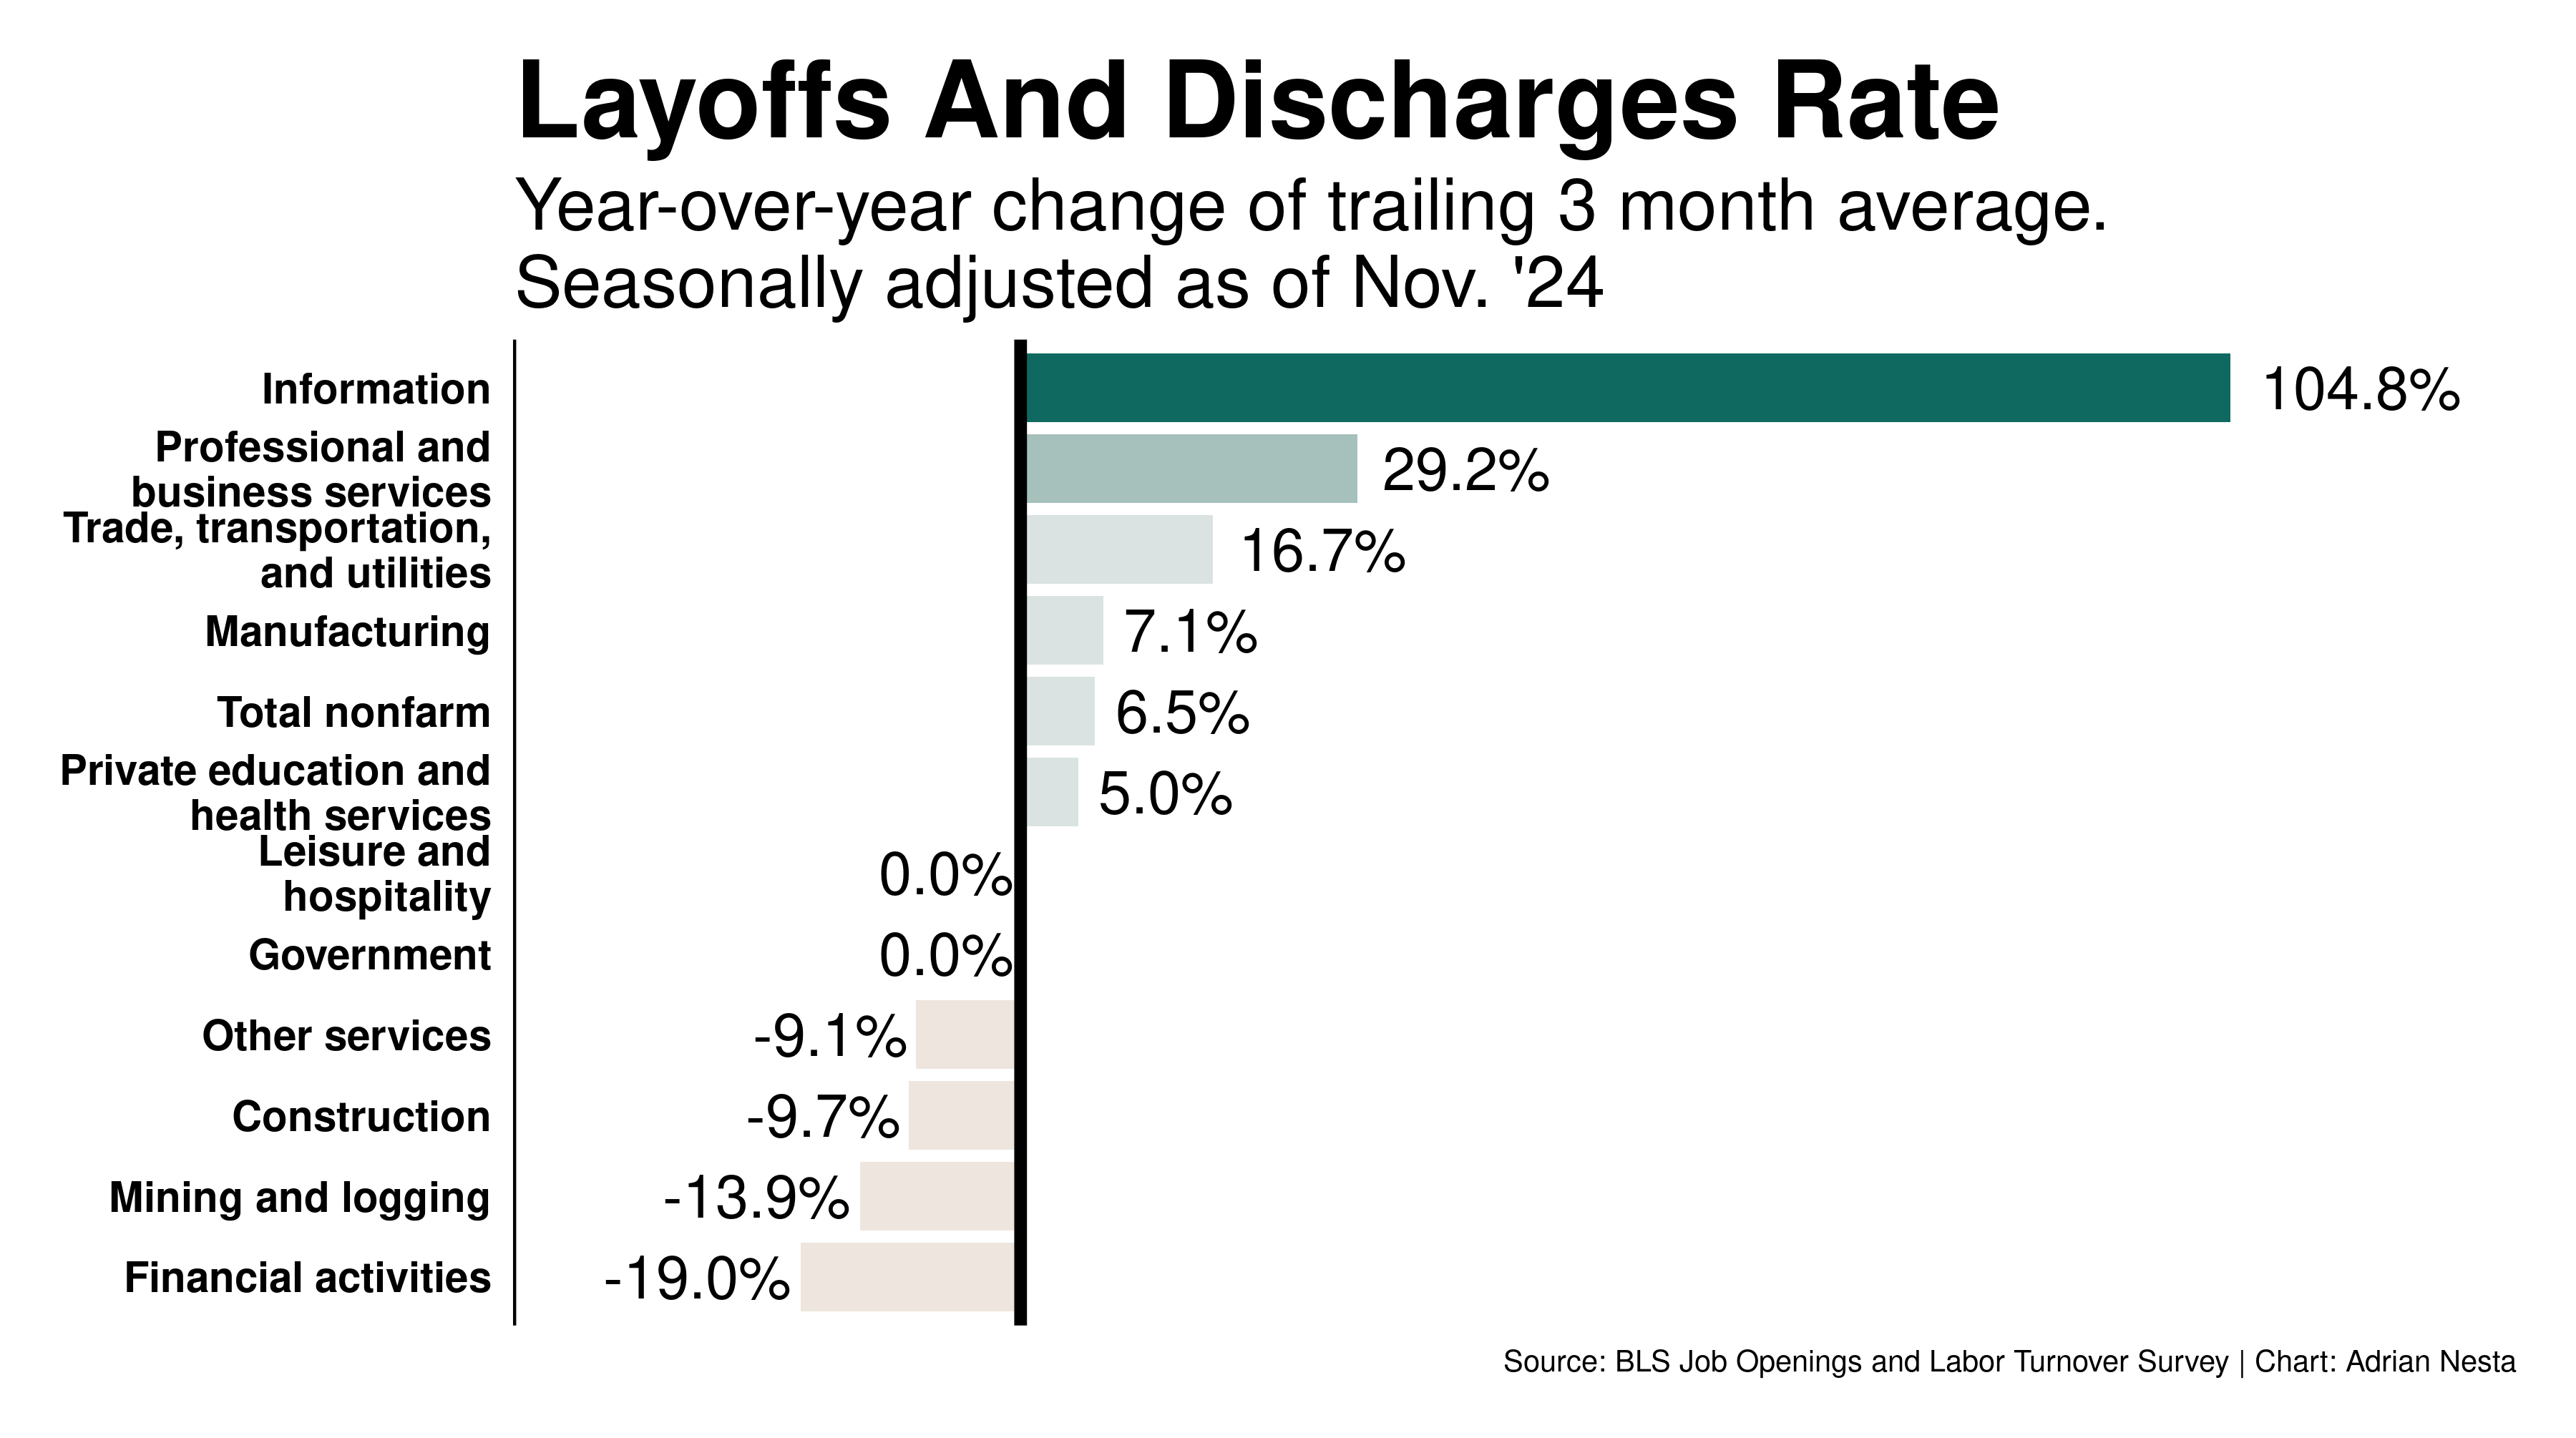 Layoffs And Discharges Rate
Year-over-year change of trailing 3 month average.
Seasonally adjusted as of Nov. '24
Information
104.8%
Professional and
business services
29.2%
Trade, transportation,
and utilities
16.7%
Manufacturing
7.1%
Total nonfarm
6.5%
Private education and
health services
5.0%
Leisure and
hospitality
0.0%
Government
0.0%
Other services
-9.1%
Construction
-9.7%
Mining and logging
-13.9%
Financial activities
-19.0%
Source: BLS Job Openings and Labor Turnover Survey | Chart: Adrian Nesta